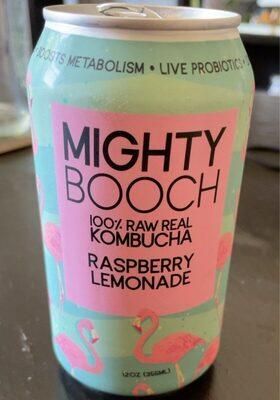 BOOSTS METABOLISM • LIVE PROBIOTICS •
MIGHTY
BOOCH
100% RAW REAL
KOMBUCHA
RASPBERRY
LEMONADE
12OZ (355ML)